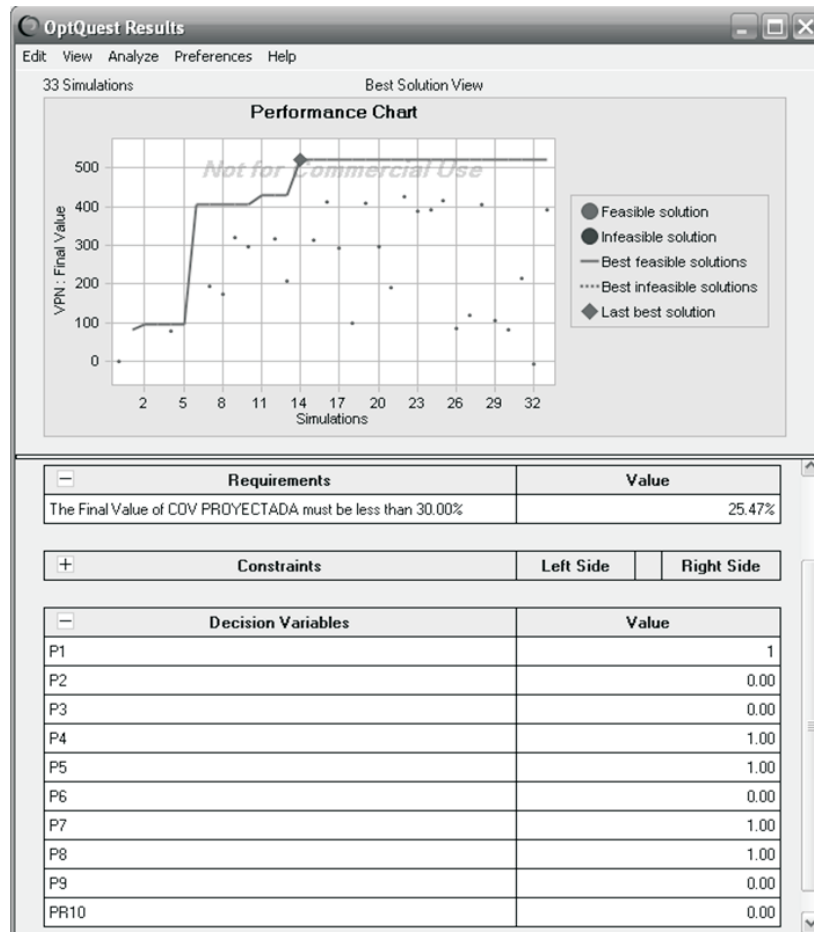 OptQuest Results
Edit View Analyze Preferences Help
33 Simulations Best Solution View
Performance Chart
Not for Commercial Use
VPN : Final Value
500
400
300
200
100
0
2 5 8 11 14 17 20 23 26 29 32
Simulations
Feasible solution
Infeasible solution
Best feasible solutions
Best infeasible solutions
Last best solution
Requirements Value
The Final Value of COV PROYECTADA must be less than 30.00% 25.47%
Constraints Left Side Right Side
Decision Variables Value
P1 1
P2 0.00
P3 0.00
P4 1.00
P5 1.00
P6 0.00
P7 1.00
P8 1.00
P9 0.00
PR10 0.00